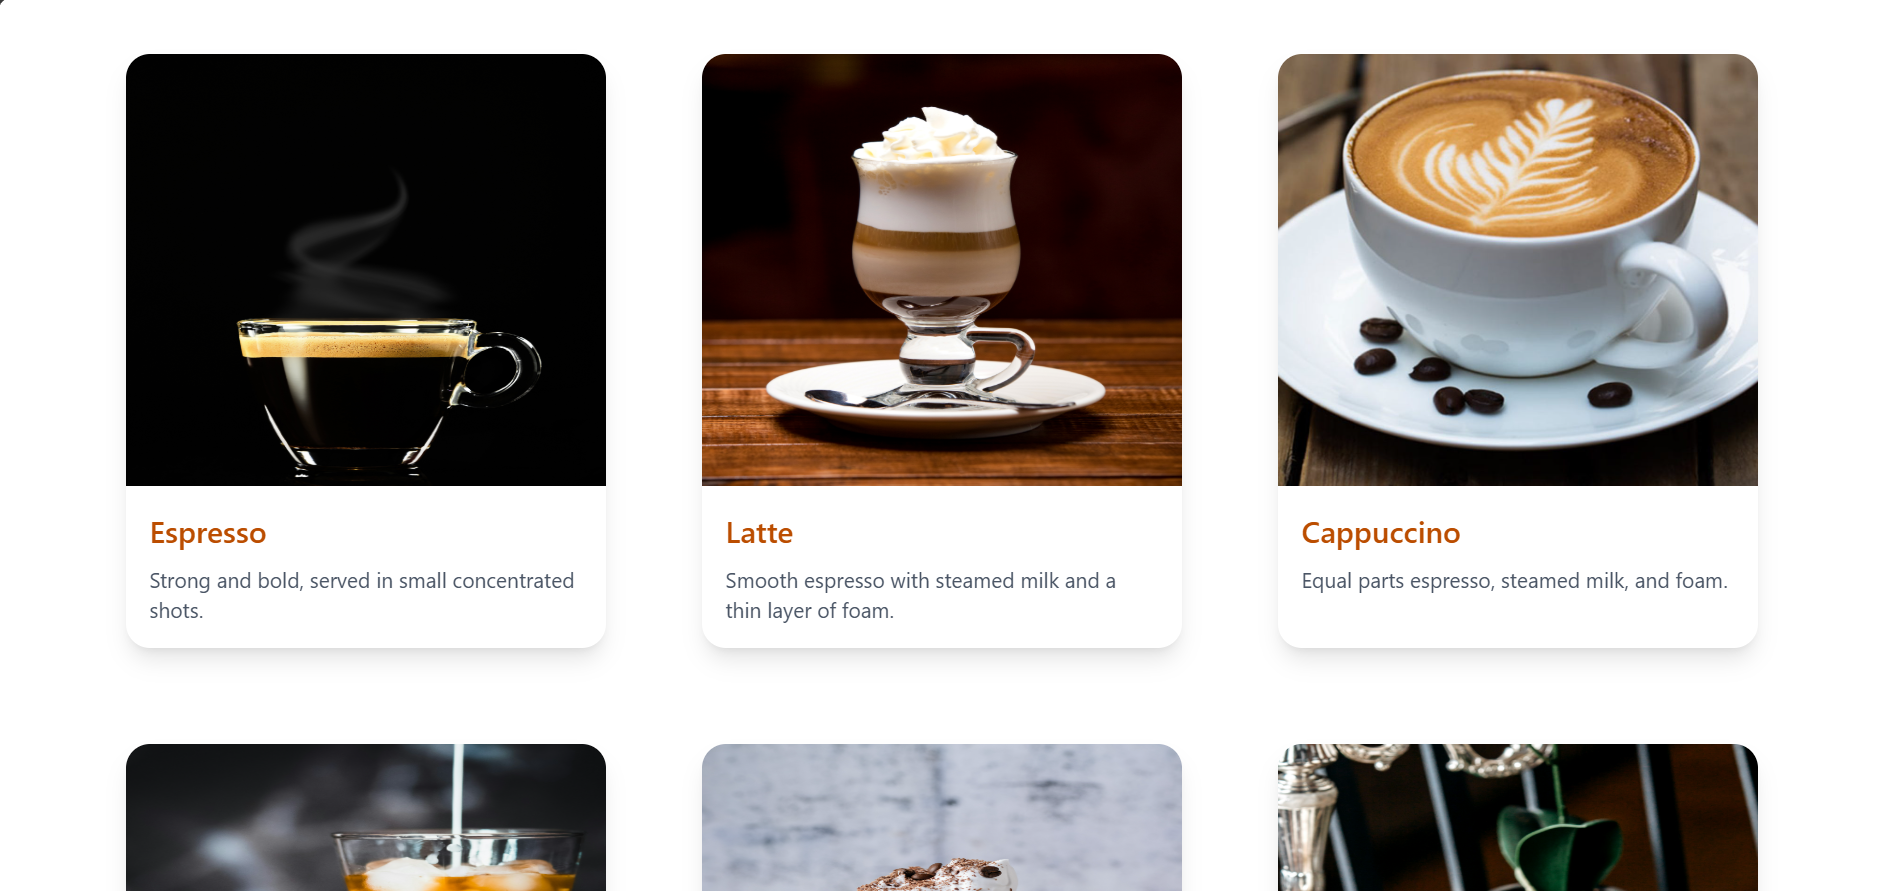 Espresso
Strong and bold, served in small concentrated
shots.
Latte
Smooth espresso with steamed milk and a
thin layer of foam.
Cappuccino
Equal parts espresso, steamed milk, and foam.